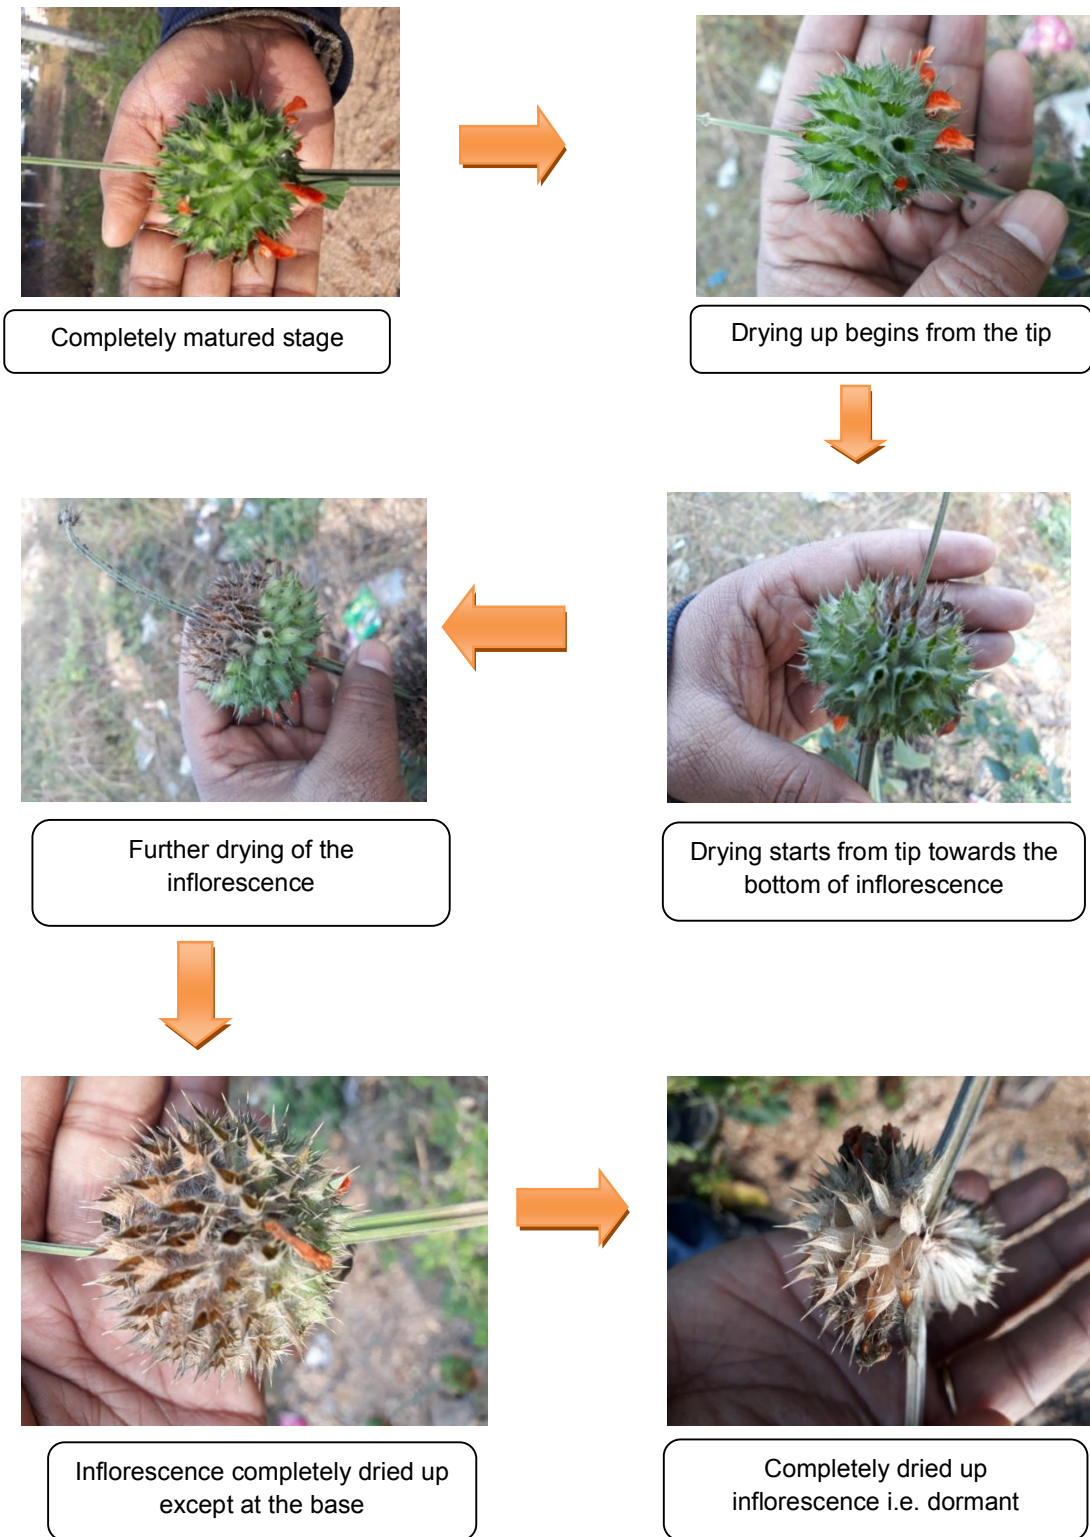 Completely matured stage
Drying up begins from the tip
Drying starts from tip towards the
bottom of inflorescence
Further drying of the
inflorescence
Inflorescence completely dried up
except at the base
Completely dried up
inflorescence i.e. dormant